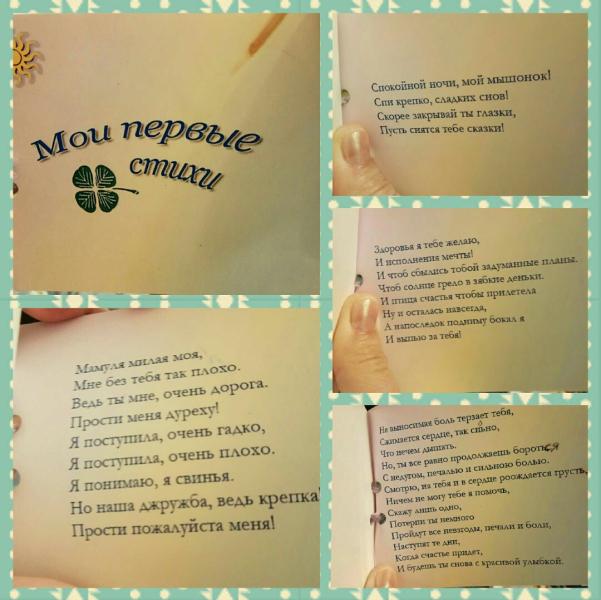 Мои первые
стихи
Спокойной ночи, мой мышонок!
Спи крепко, сладких снов!
Скорее закрывай ты глазки,
Пусть снятся тебе сказки!
Здоровья я тебе желаю,
И исполнения мечты!
И чтоб сбылись тобой задуманные планы.
Чтоб солнце грело в зябкие деньки.
И птица счастья чтобы прилетела
Ну и осталась навсегда,
А напоследок подниму бокал я
И выпью за тебя!
Мамуля милая моя,
Мне без тебя так плохо.
Ведь ты мне, очень дорога.
Прости меня дуреху!
Я поступила, очень гадко,
Я поступила, очень плохо.
Я понимаю, я свинья.
Но наша джружба, ведь крепка
Прости пожалуйста меня!
Не выносимая боль терзает тебя,
Сжимается сердце, так сильно,
Что нечем дышать.
Но, ты все равно продолжаешь бороться
С недугом, печалью и сильною болью.
Смотрю, на тебя и в сердце роождается грусть,
Ничем не могу тебе я помочь,
Скажу лишь одно,
Потерпи ты немного
Пройдут все невзгоды, печали и боли,
Наступят те дни,
Когда счастье придет,
И будешь ты снова с красивой улыбкой.